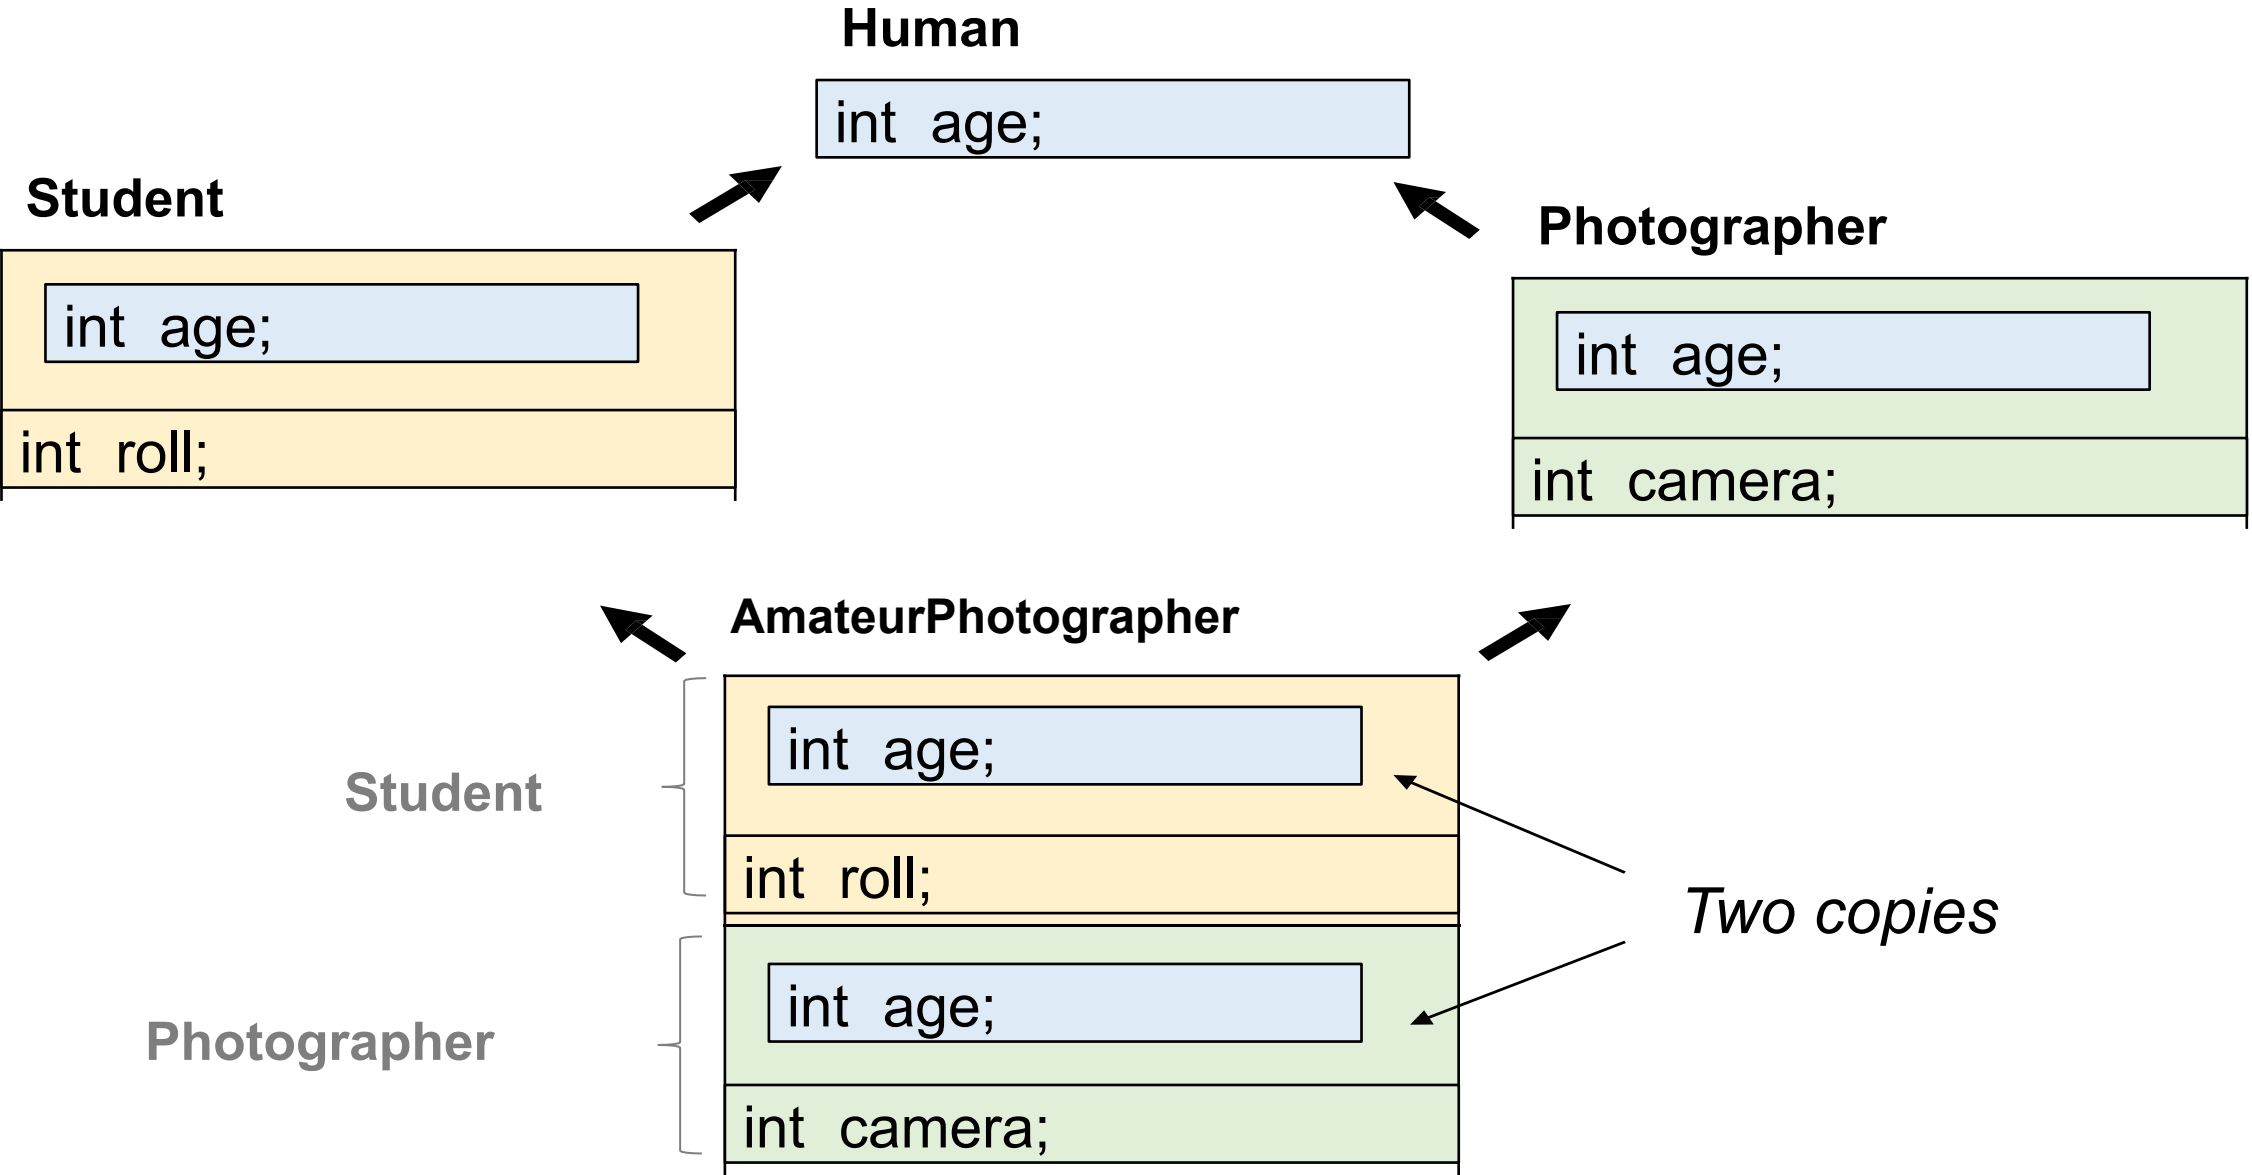 Human
int age;
Student
int age;
int roll;
Photographer
int age;
int camera;
AmateurPhotographer
Student
int age;
int roll;
Photographer
int age;
int camera;
Two copies